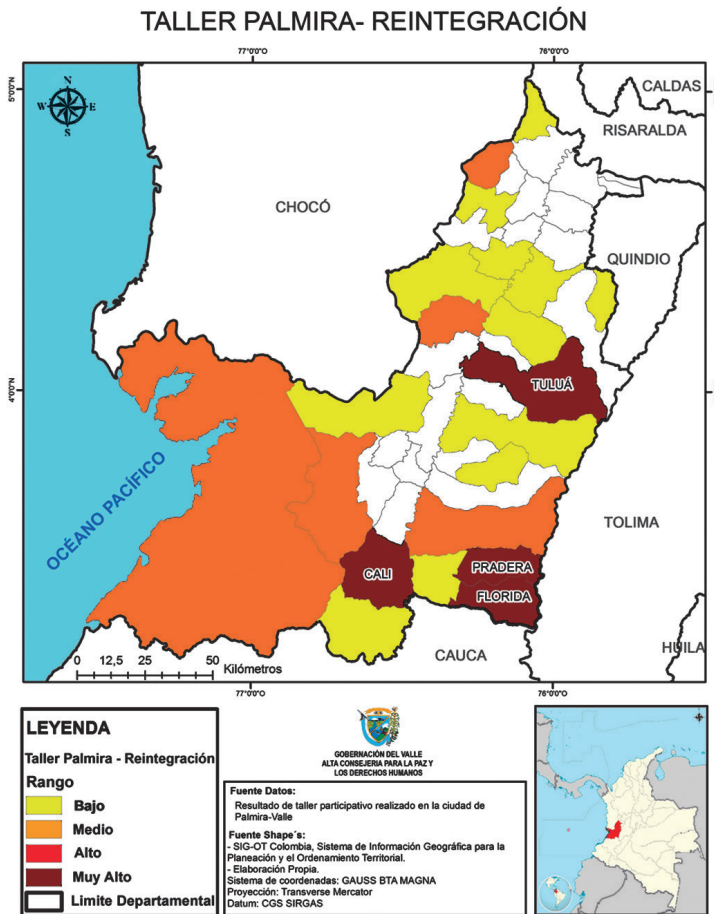 TALLER PALMIRA- REINTEGRACIÓN
77°0'0"O
76°0'0"O
5°0'0"N
N
W
E
S
CALDAS
RISARALDA
CHOCÓ
QUINDIO
4°0'0"N
TULUÁ
OCÉANO PACÍFICO
TOLIMA
CALI
PRADERA
FLORIDA
CAUCA
HUILA
0 12,5 25 50
Kilómetros
77°0'0"O
76°0'0"O
LEYENDA
Taller Palmira - Reintegración
Rango
Bajo
Medio
Alto
Muy Alto
Limite Departamental
GOBERNACIÓN DEL VALLE
ALTA CONSEJERIA PARA LA PAZ Y
LOS DERECHOS HUMANOS
Fuente Datos:
Resultado de taller participativo realizado en la ciudad de
Palmira-Valle
Fuente Shape´s:
- SIG-OT Colombia, Sistema de Información Geográfica para la
Planeación y el Ordenamiento Territorial.
- Elaboración Propia.
Sistema de coordenadas: GAUSS BTA MAGNA
Proyección: Transverse Mercator
Datum: CGS SIRGAS